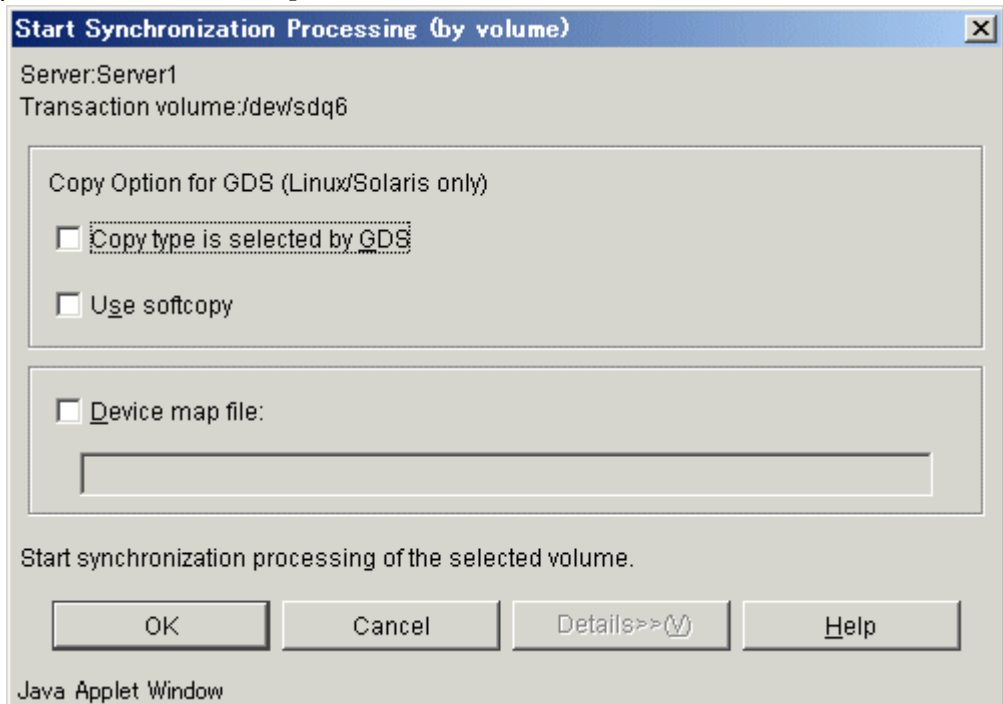 Start Synchronization Processing (by volume)
Server:Server1
Transaction volume:/dev/sdq6
Copy Option for GDS (Linux/Solaris only)
Copy type is selected by GDS
Use softcopy
Device map file:
Start synchronization processing of the selected volume.
OK Cancel Details>>(V) Help
Java Applet Window